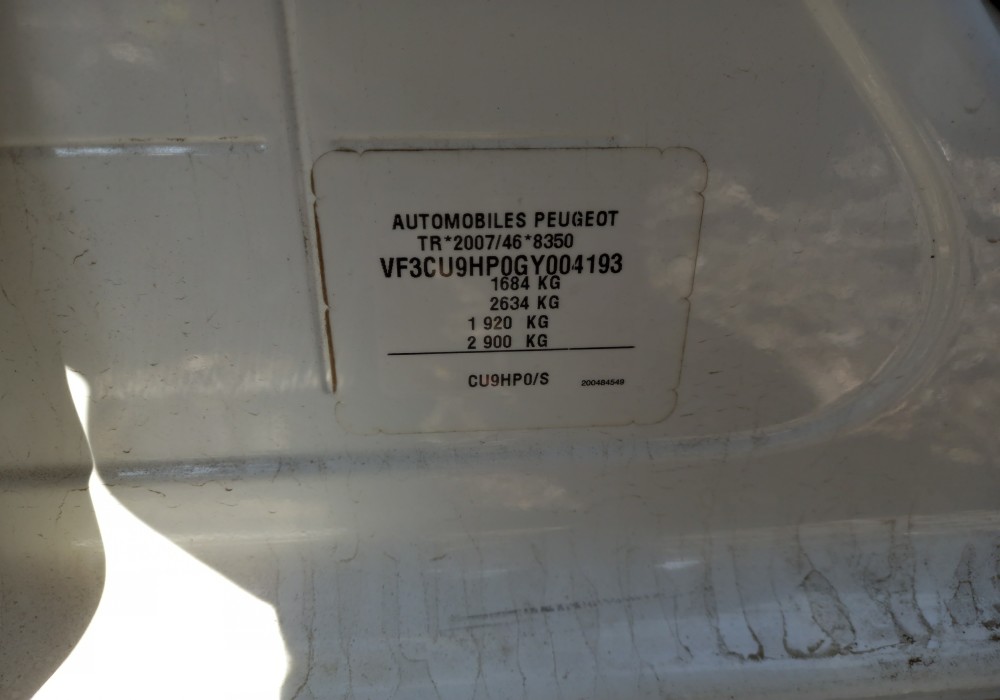 AUTOMOBILES PEUGEOT
TR*2007/46*8350
VF3CU9HP0GY004193
1684 KG
2634 KG
1 920 KG
2 900 KG
CU9HP0/S 200484549